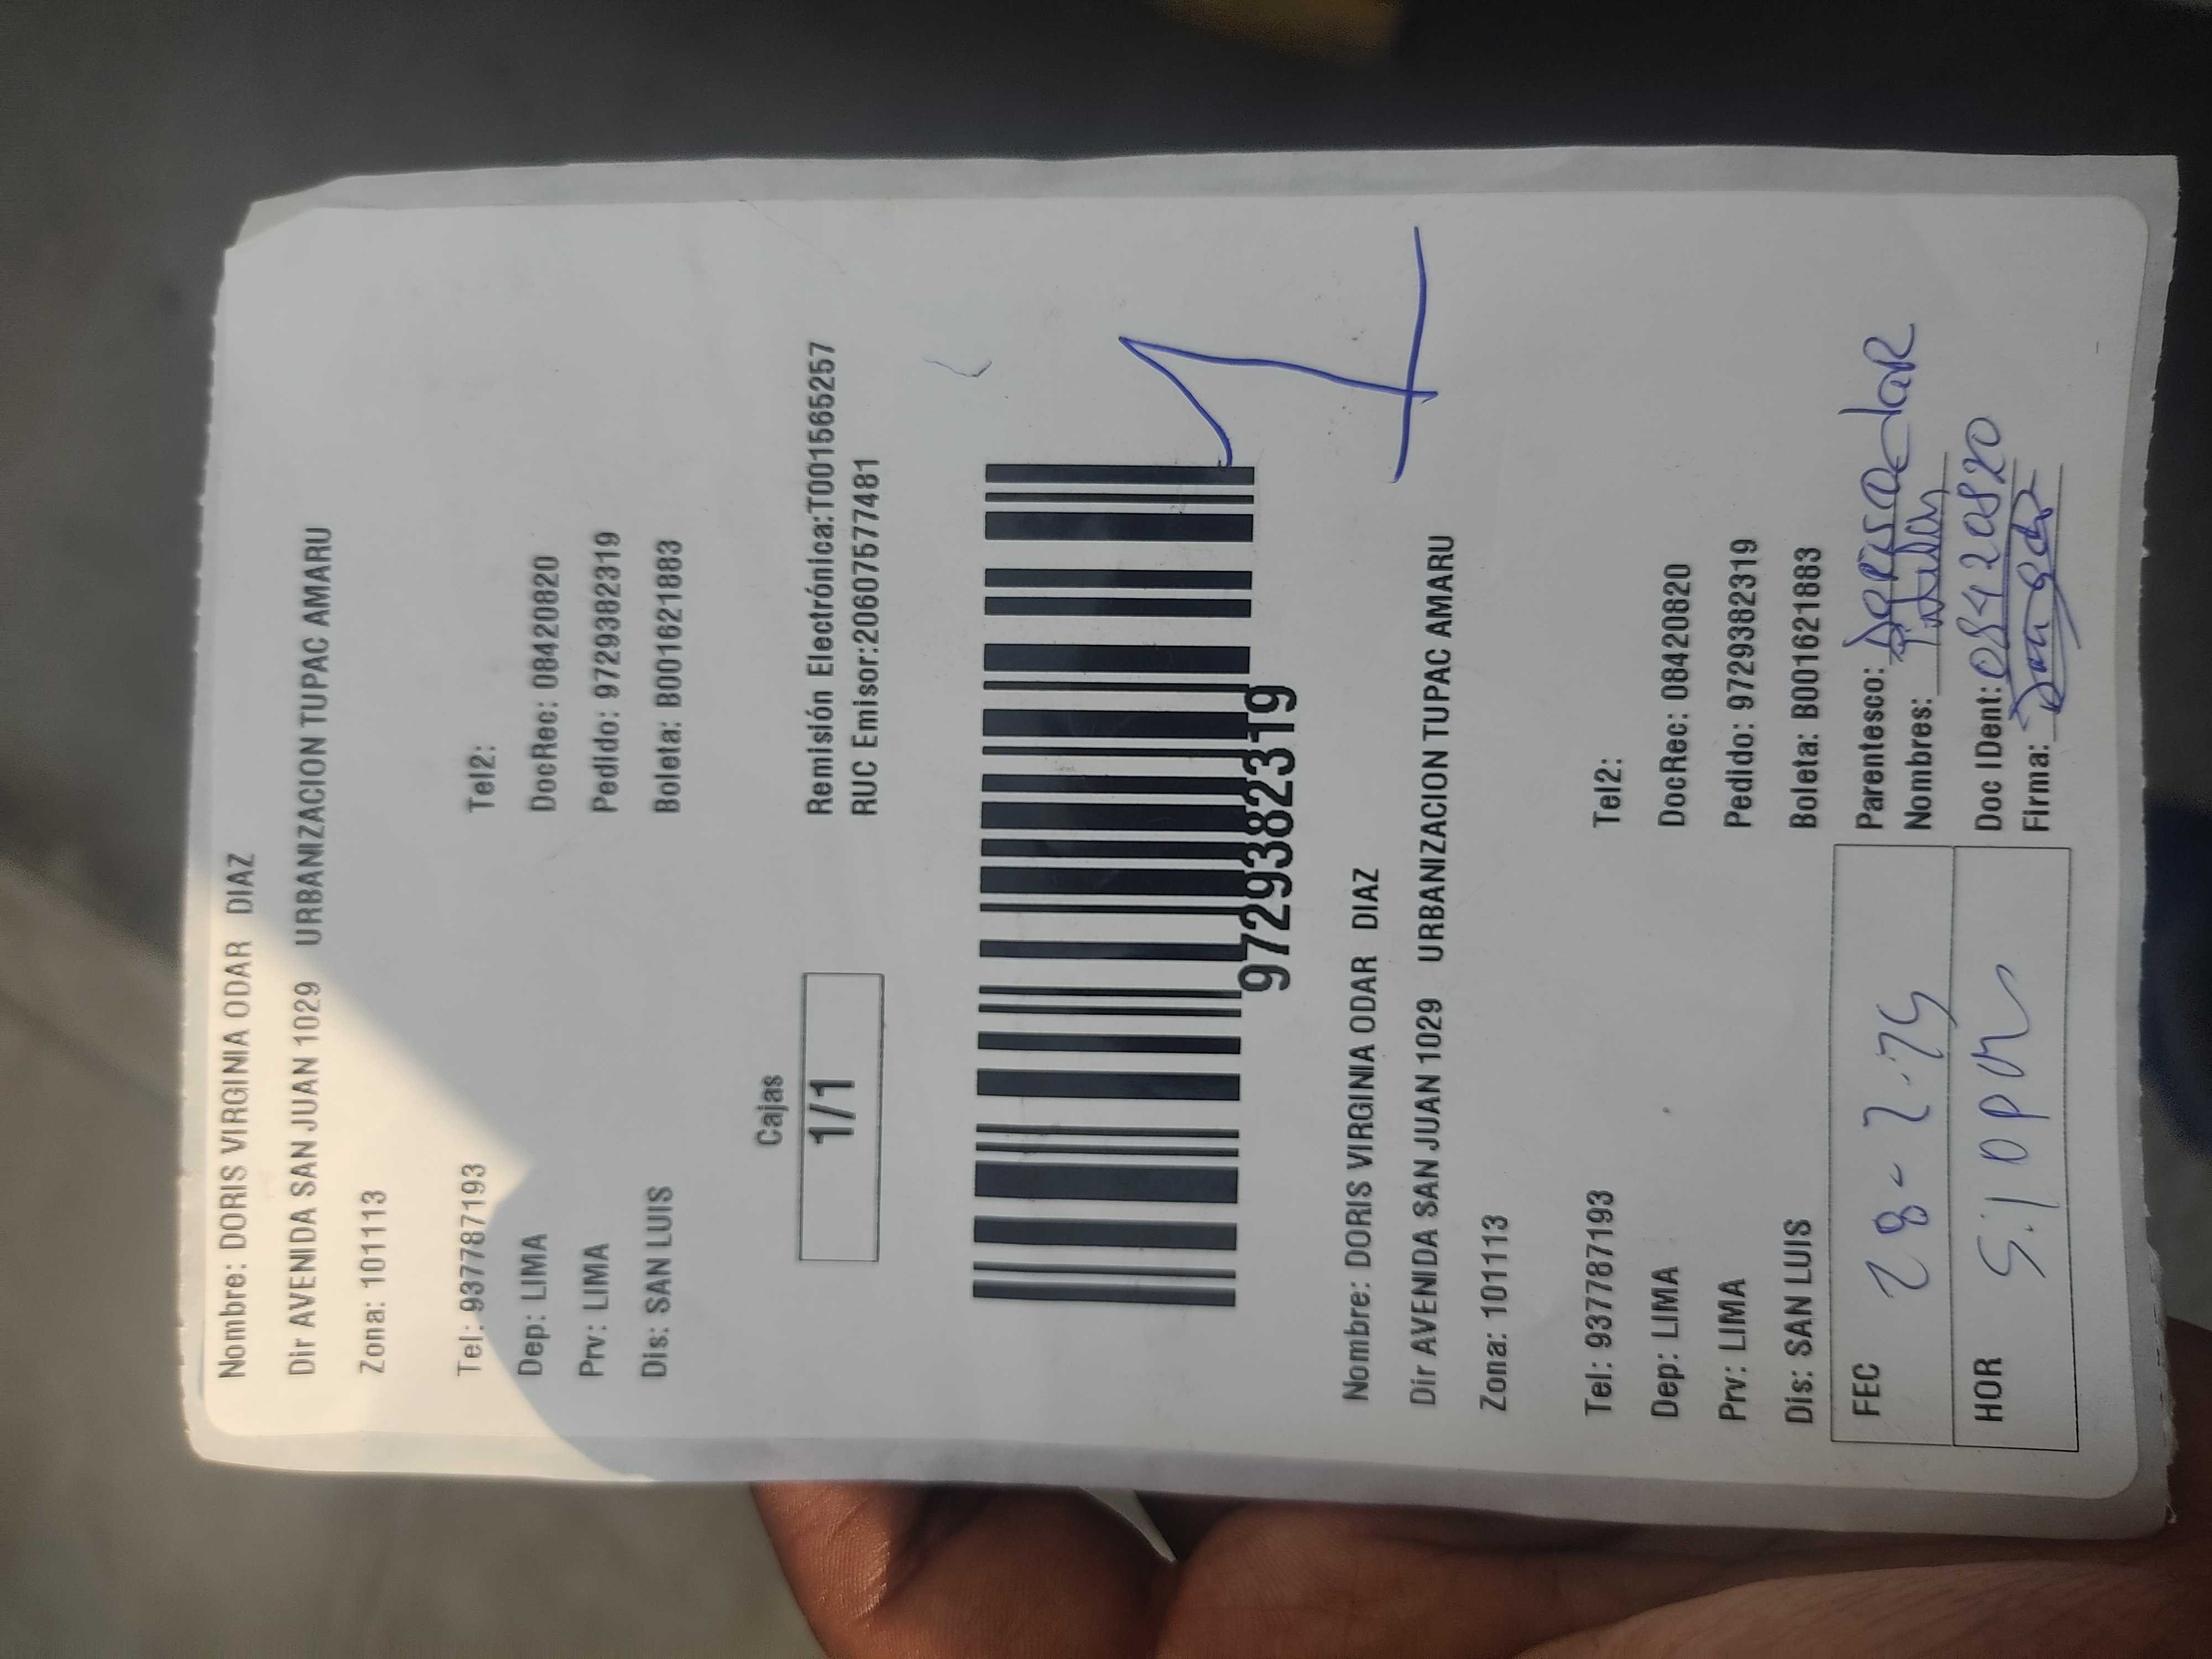 Nombre: DORIS VIRGINIA ODAR DIAZ
Dir AVENIDA SAN JUAN 1029 URBANIZACION TUPAC AMARU
Zona: 101113
Tel: 937787193 Tel2:
Dep: LIMA DocRec: 08420820
Prv: LIMA Pedido: 9729382319
Dis: SAN LUIS Boleta: B001621883
Cajas
1/1
Remisión Electrónica:T001565257
RUC Emisor:20607577481
9729382319
Nombre: DORIS VIRGINIA ODAR DIAZ
Dir AVENIDA SAN JUAN 1029 URBANIZACION TUPAC AMARU
Zona: 101113
Tel: 937787193 Tel2:
Dep: LIMA DocRec: 08420820
Prv: LIMA Pedido: 9729382319
Dis: SAN LUIS Boleta: B001621883
FEC Parentesco:
Nombres: titular
HOR Doc IDent: 08420820
Firma: